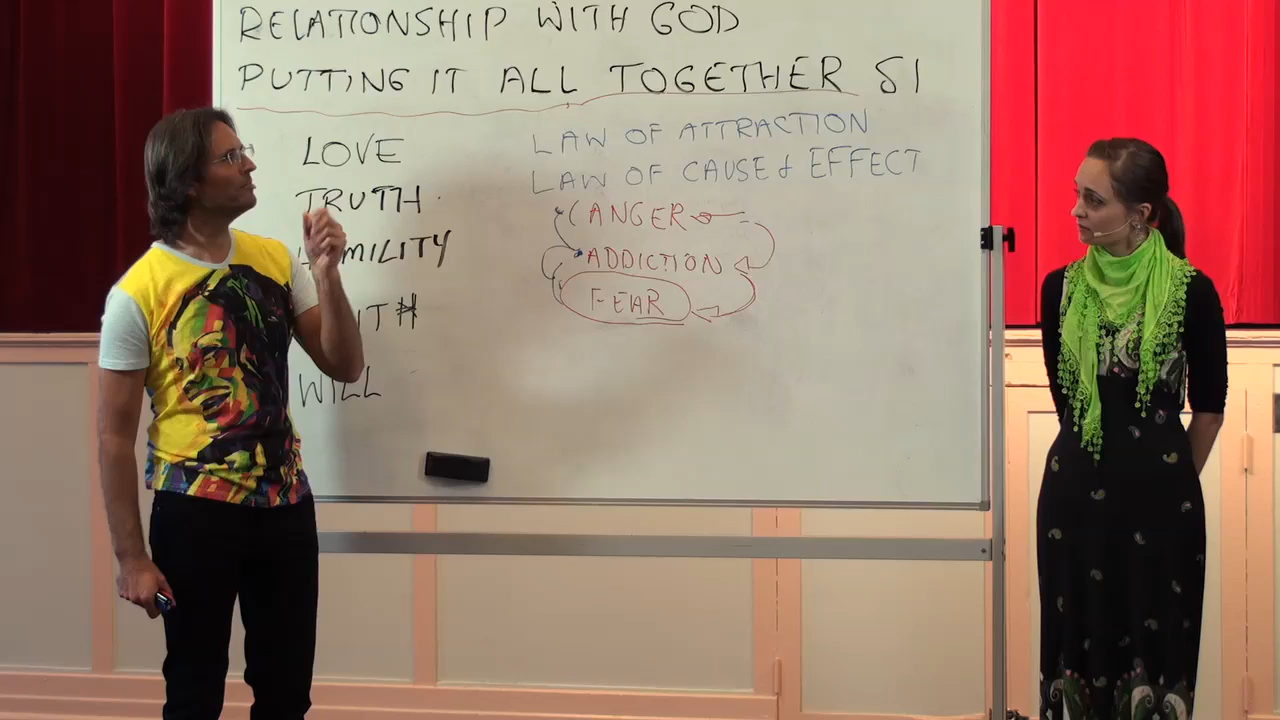 RELATIONSHIP WITH GOD
PUTTING IT ALL TOGETHER S1
LOVE
TRUTH
WILL
LAW OF ATTRACTION
LAW OF CAUSE & EFFECT
ANGER
ADDICTION
FEAR